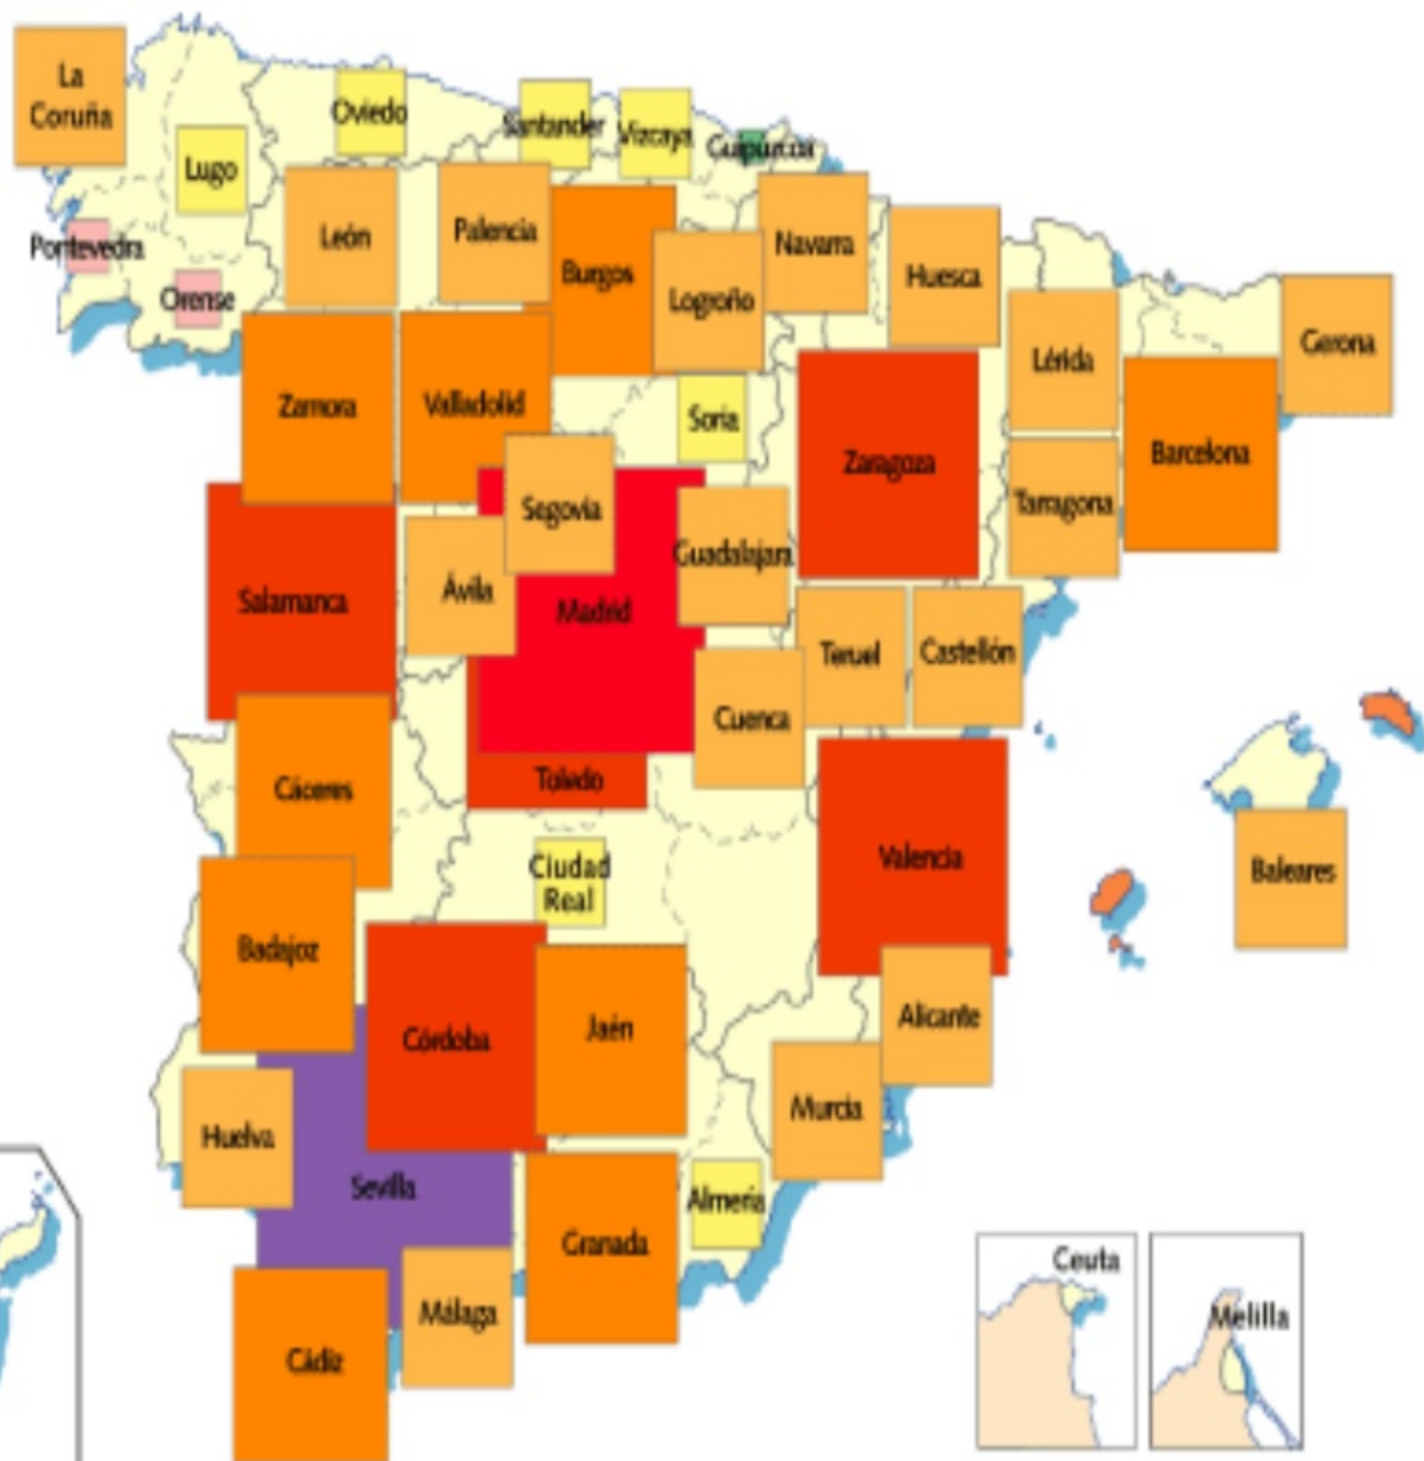 La
Coruña
Oviedo
Santander
Vizcaya
Guipúzcoa
Lugo
Pontevedra
Orense
León
Palencia
Burgos
Logroño
Navarra
Huesca
Lérida
Gerona
Zamora
Valladolid
Soria
Zaragoza
Barcelona
Tarragona
Segovia
Guadalajara
Salamanca
Ávila
Madrid
Teruel
Castellón
Cuenca
Cáceres
Toledo
Ciudad
Real
Valencia
Baleares
Badajoz
Córdoba
Jaén
Alicante
Murcia
Huelva
Sevilla
Almería
Granada
Málaga
Cádiz
Ceuta
Melilla